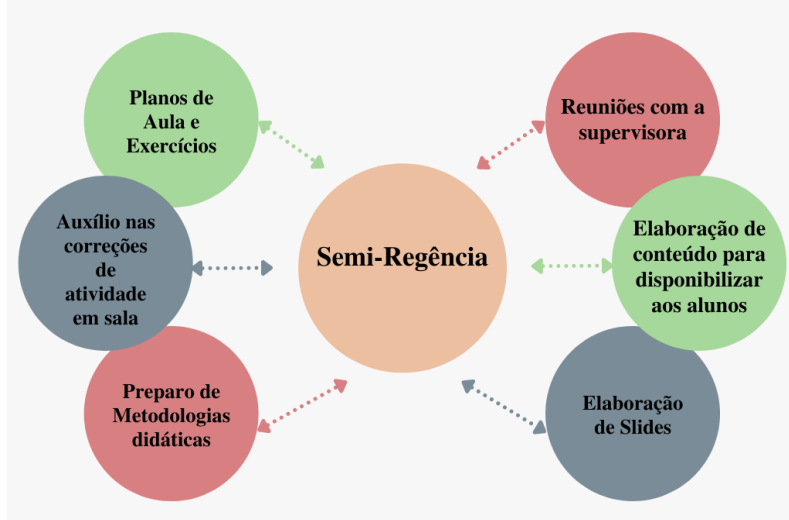 Planos de
Aula e
Exercícios
Auxílio nas
correções
de
atividade
em sala
Preparo de
Metodologias
didáticas
Semi-Regência
Reuniões com a
supervisora
Elaboração de
conteúdo para
disponibilizar
aos alunos
Elaboração
de Slides